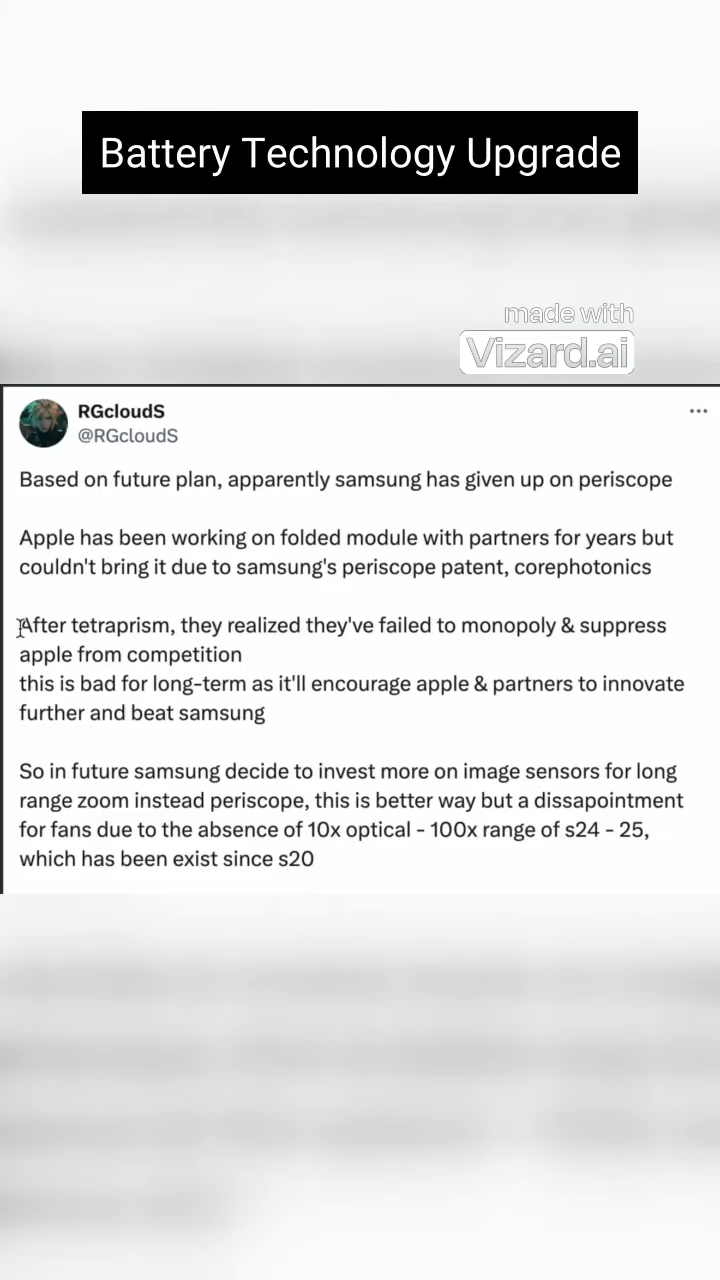 Battery Technology Upgrade
made with
Vizard.ai
RGcloudS
@RGcloudS
Based on future plan, apparently samsung has given up on periscope
Apple has been working on folded module with partners for years but
couldn't bring it due to samsung's periscope patent, corephotonics
After tetraprism, they realized they've failed to monopoly & suppress
apple from competition
this is bad for long-term as it'll encourage apple & partners to innovate
further and beat samsung
So in future samsung decide to invest more on image sensors for long
range zoom instead periscope, this is better way but a dissapointment
for fans due to the absence of 10x optical - 100x range of s24 - 25,
which has been exist since s20